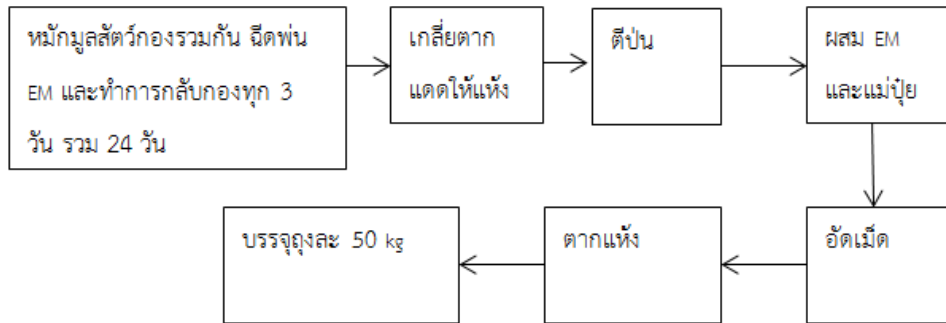 หมักมูลสัตว์กองรวมกัน ฉีดพ่น
EM และทำการกลับกองทุก 3
วัน รวม 24 วัน
เกลี่ยตาก
แดดให้แห้ง
ตีป่น
ผสม EM
และแม่ปุ๋ย
อัดเม็ด
ตากแห้ง
บรรจุถุงละ 50 kg